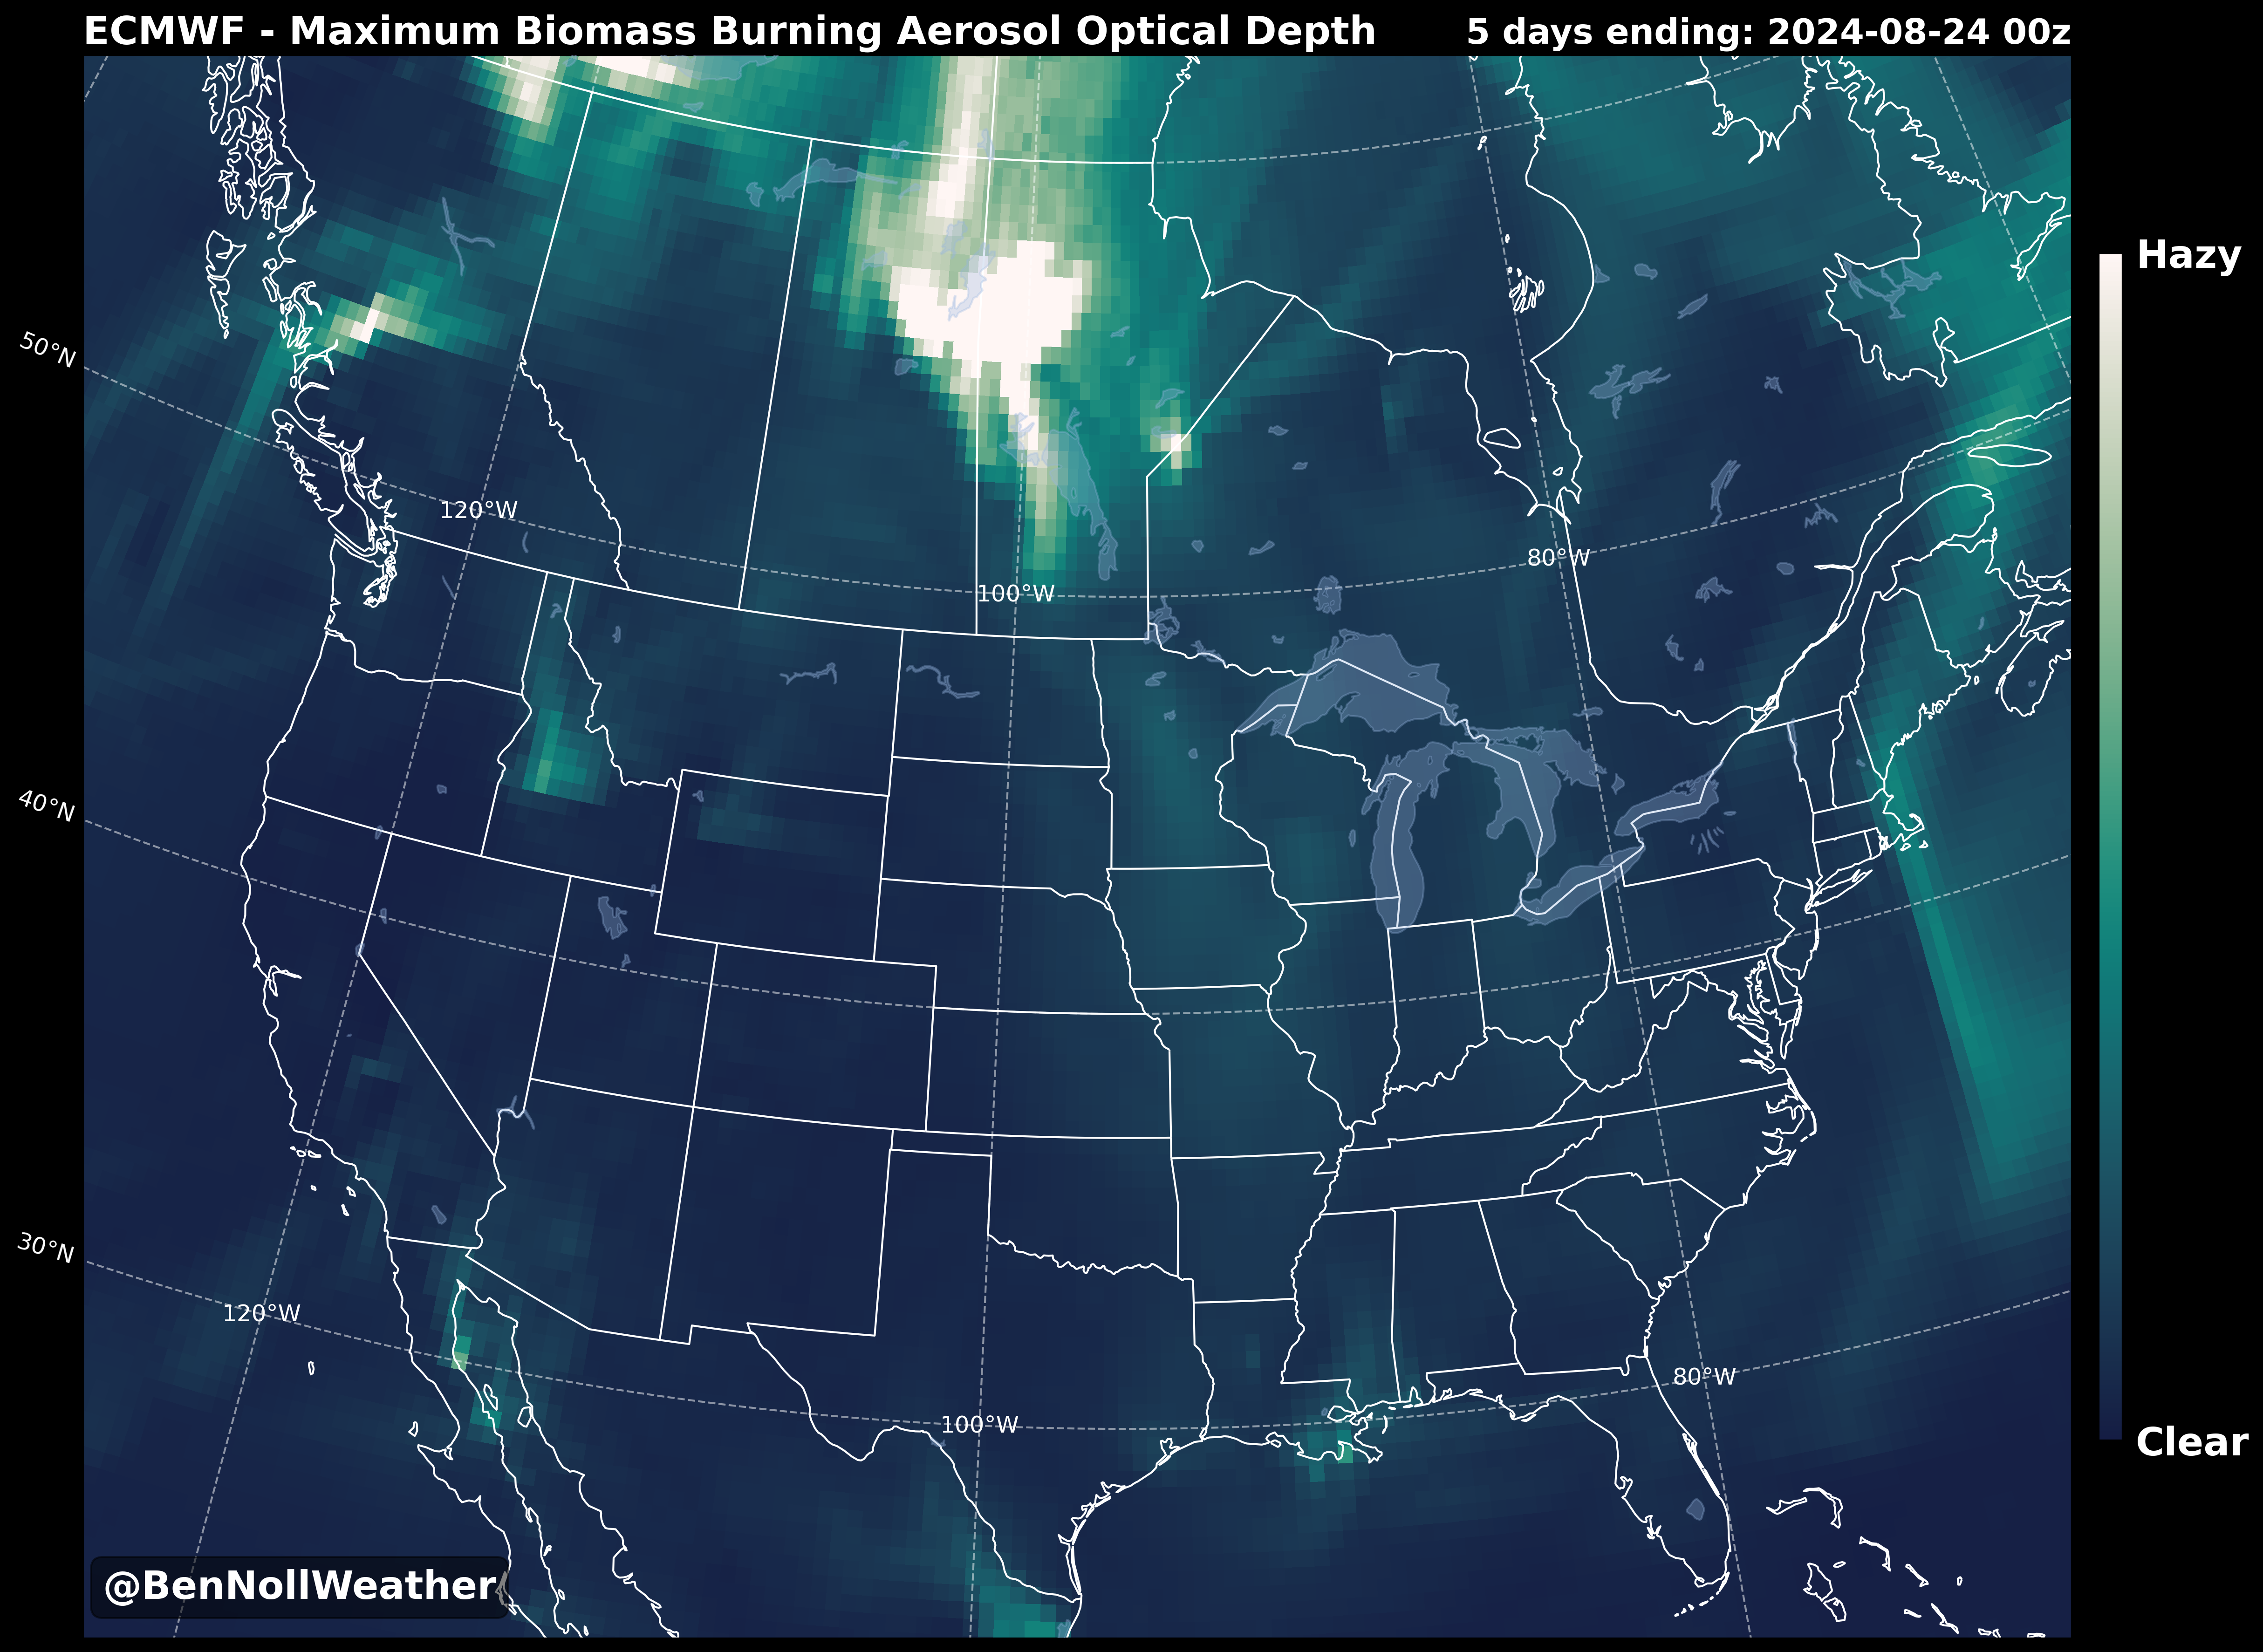 ECMWF - Maximum Biomass Burning Aerosol Optical Depth
5 days ending: 2024-08-24 00z
Hazy
50°N
120°W
80°W
100°W
40°N
30°N
120°W
80°W
100°W
Clear
@BenNollWeather